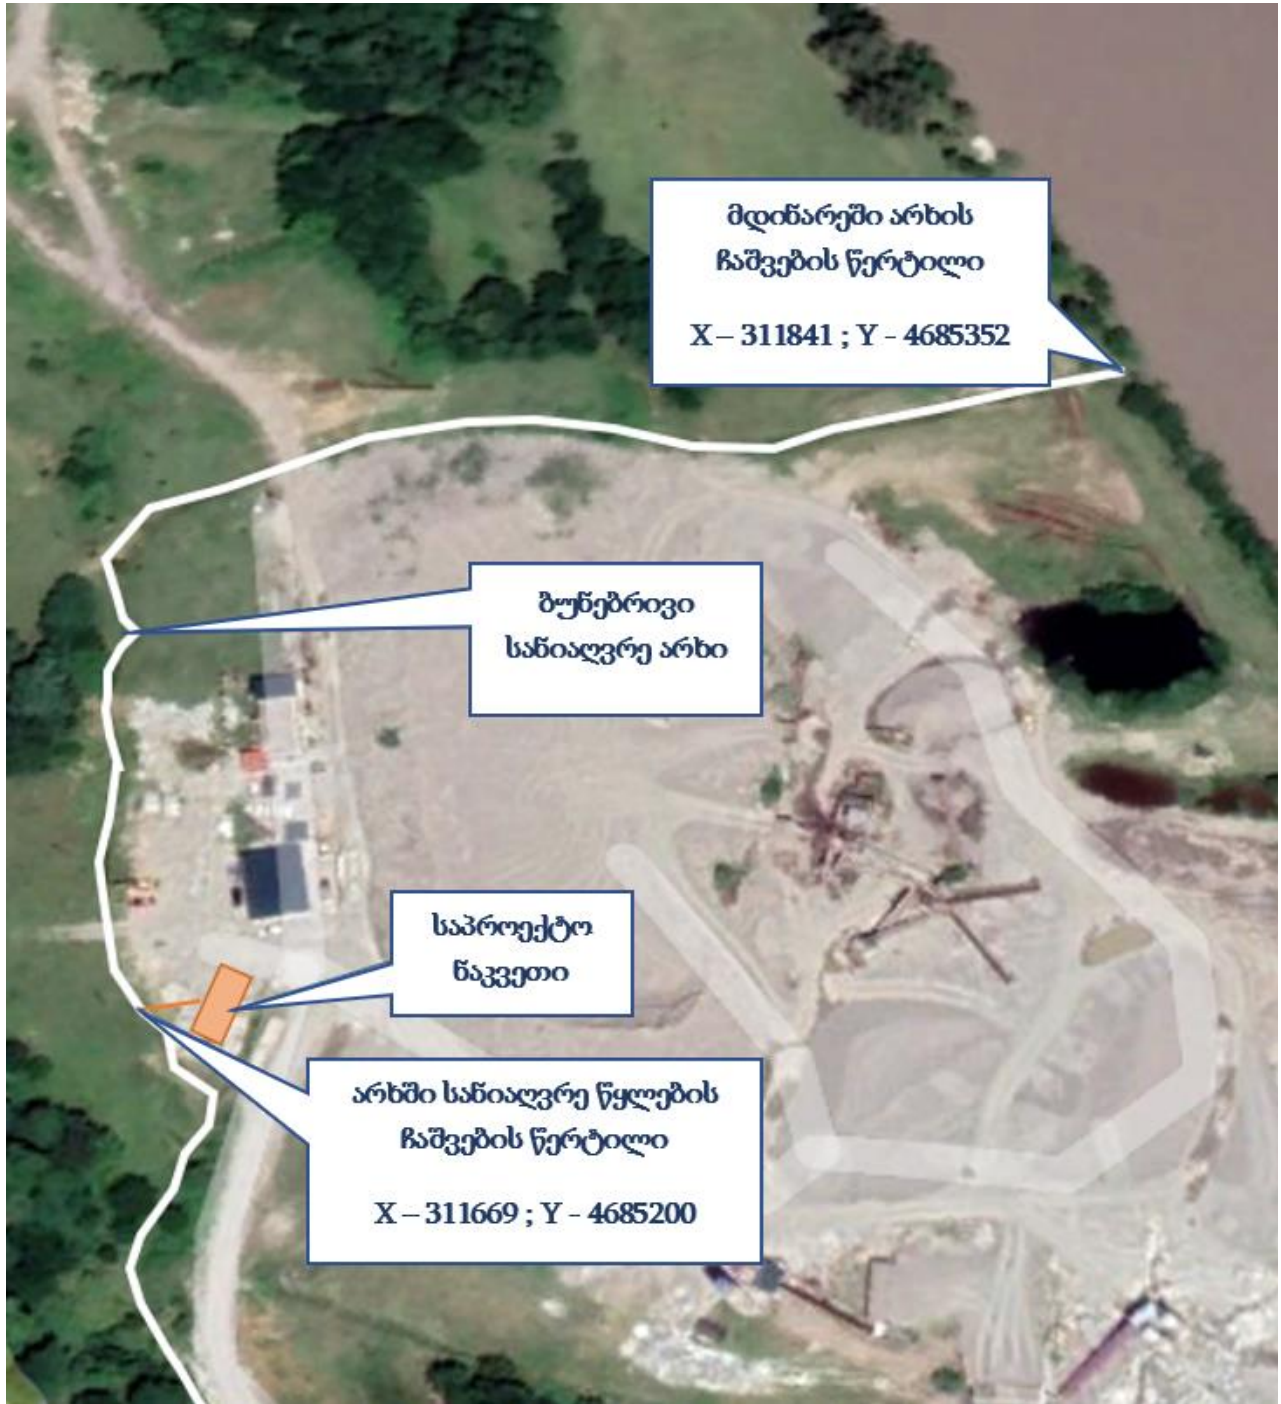 მდინარეში არხის
ჩაშვების წერტილი
X – 311841 ; Y - 4685352
ბუნებრივი
სანიაღვრე არხი
საპროექტო
ნაკვეთი
არხში სანიაღვრე წყლების
ჩაშვების წერტილი
X – 311669 ; Y - 4685200